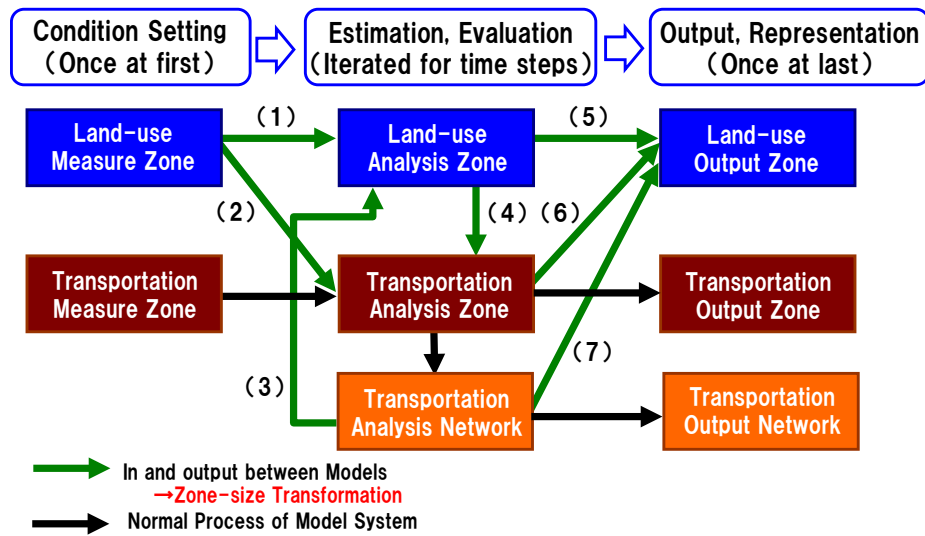 Condition Setting
（Once at first）
Estimation, Evaluation
（Iterated for time steps）
Output, Representation
（Once at last）
Land-use
Measure Zone
（1）
Land-use
Analysis Zone
（5）
Land-use
Output Zone
（2）
（4）
（6）
Transportation
Measure Zone
Transportation
Analysis Zone
Transportation
Output Zone
（3）
（7）
Transportation
Analysis Network
Transportation
Output Network
In and output between Models
→Zone-size Transformation
Normal Process of Model System